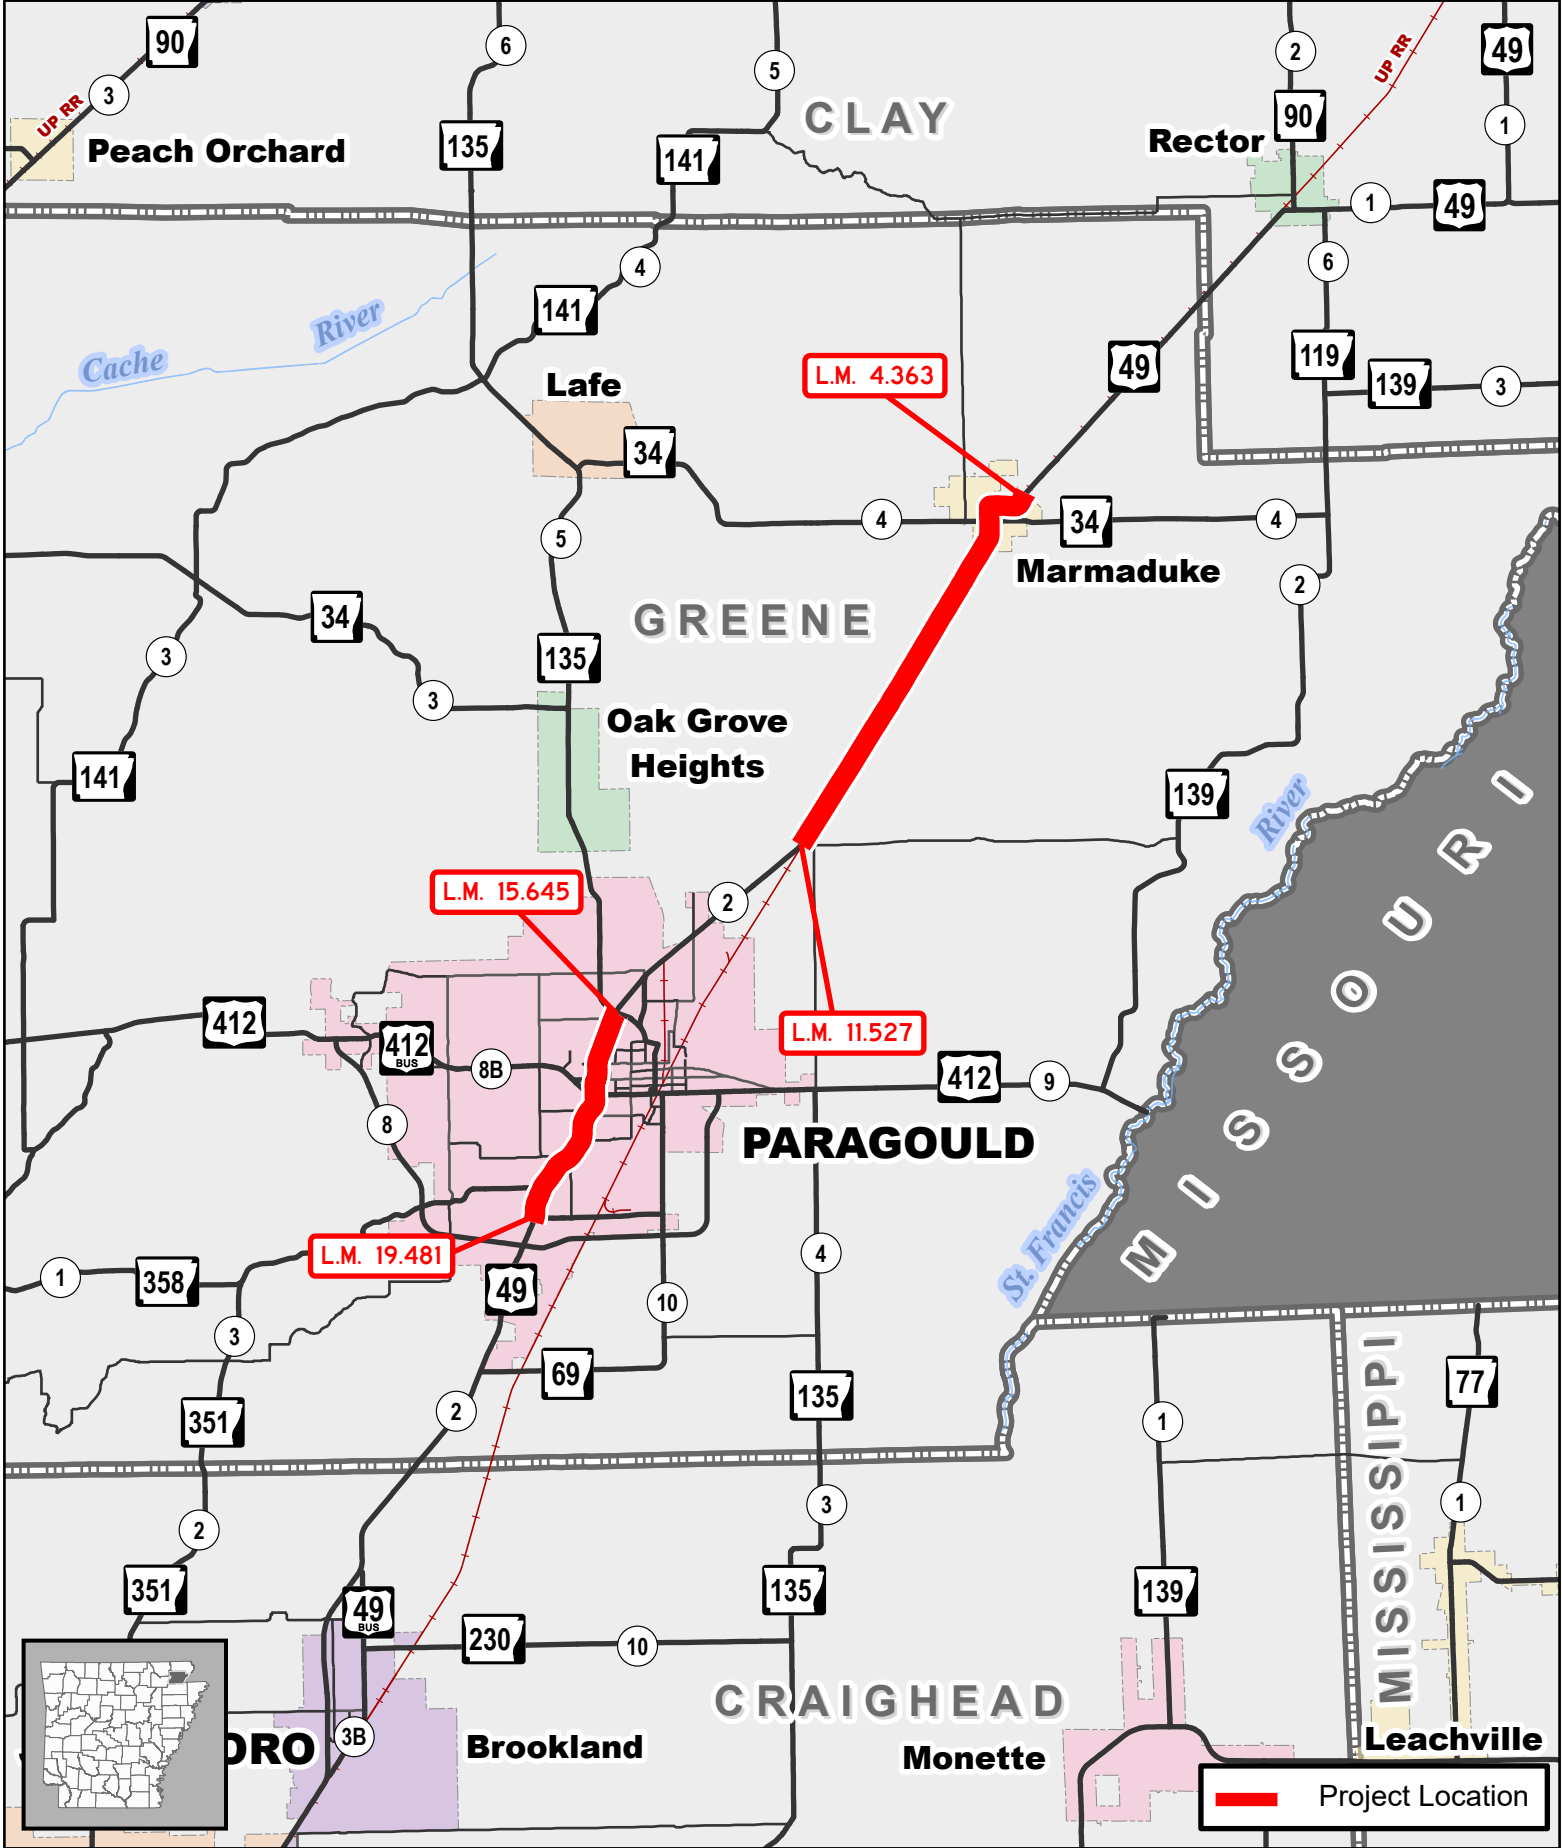 90
6
5
2
49
3
UP RR
UP RR
CLAY
90
1
135
Rector
Peach Orchard
141
1
49
4
6
141
River
Cache
119
L.M. 4.363
49
139
3
Lafe
34
4
34
4
5
Marmaduke
2
34
GREENE
3
135
3
Oak Grove
Heights
141
139
River
MISSOURI
L.M. 15.645
2
412
L.M. 11.527
412
BUS
8B
412
9
8
PARAGOULD
St. Francis
L.M. 19.481
4
1
358
49
10
3
69
135
77
2
351
1
MISSISSIPPI
3
1
2
351
135
139
49
BUS
230
10
CRAIGHEAD
3B
ORO
Brookland
Monette
Leachville
Project Location